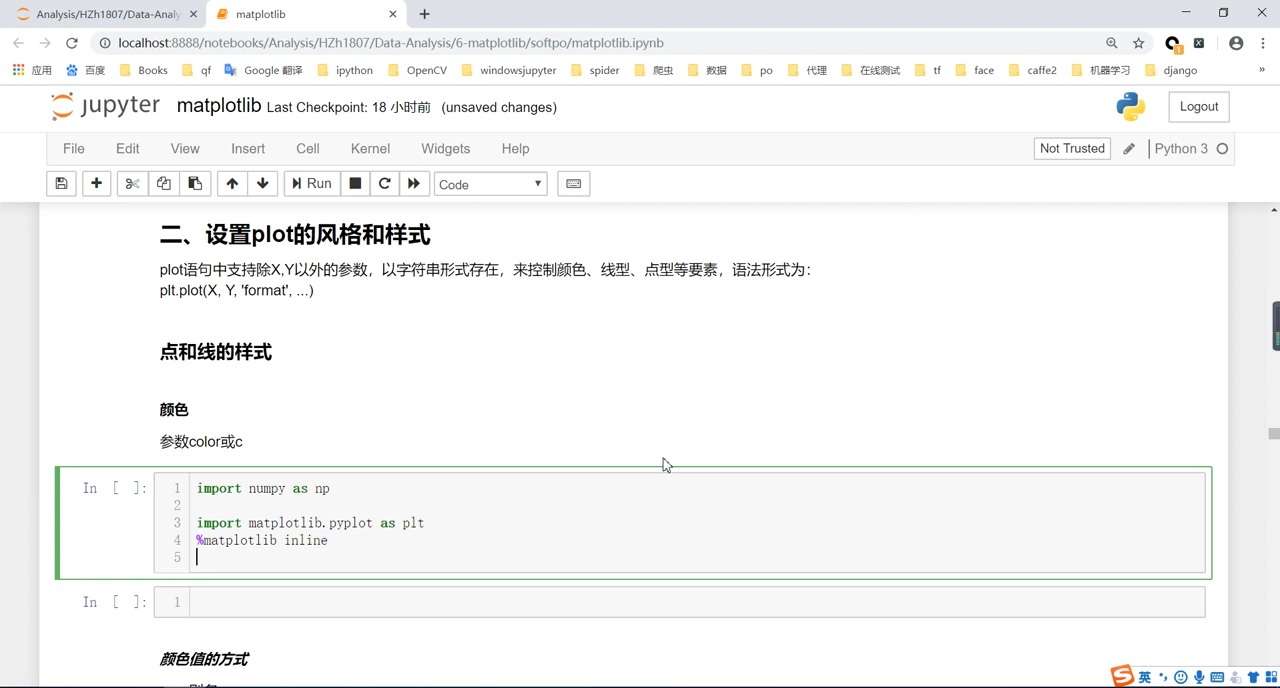 Analysis/HZh1807/Data-Analy
matplotlib
localhost:8888/notebooks/Analysis/HZh1807/Data-Analysis/6-matplotlib/softpo/matplotlib.ipynb
应用 百度 Books qf Google 翻译 ipython OpenCV windowsjupyter spider 爬虫 数据 po 代理 在线测试 tf face caffe2 机器学习 django »
jupyter matplotlib Last Checkpoint: 18 小时前 (unsaved changes) Logout
File Edit View Insert Cell Kernel Widgets Help Not Trusted Python 3
Run Code
二、设置plot的风格和样式
plot语句中支持除X,Y以外的参数，以字符串形式存在，来控制颜色、线型、点型等要素，语法形式为：
plt.plot(X, Y, 'format', ...)
点和线的样式
颜色
参数color或c
In [ ]: 1 import numpy as np
2
3 import matplotlib.pyplot as plt
4 %matplotlib inline
5
In [ ]: 1
颜色值的方式
英